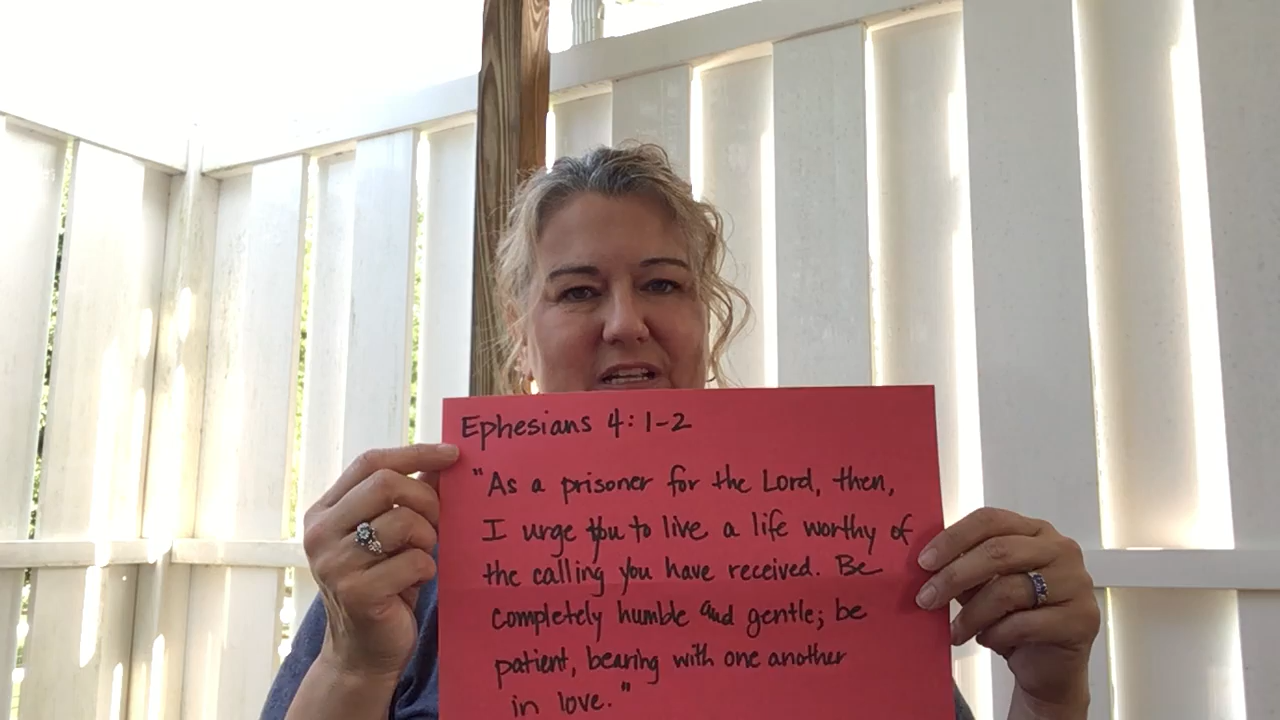 Ephesians 4:1-2
"As a prisoner for the Lord, then,
I urge you to live a life worthy of
the calling you have received. Be
completely humble and gentle; be
patient, bearing with one another
in love."